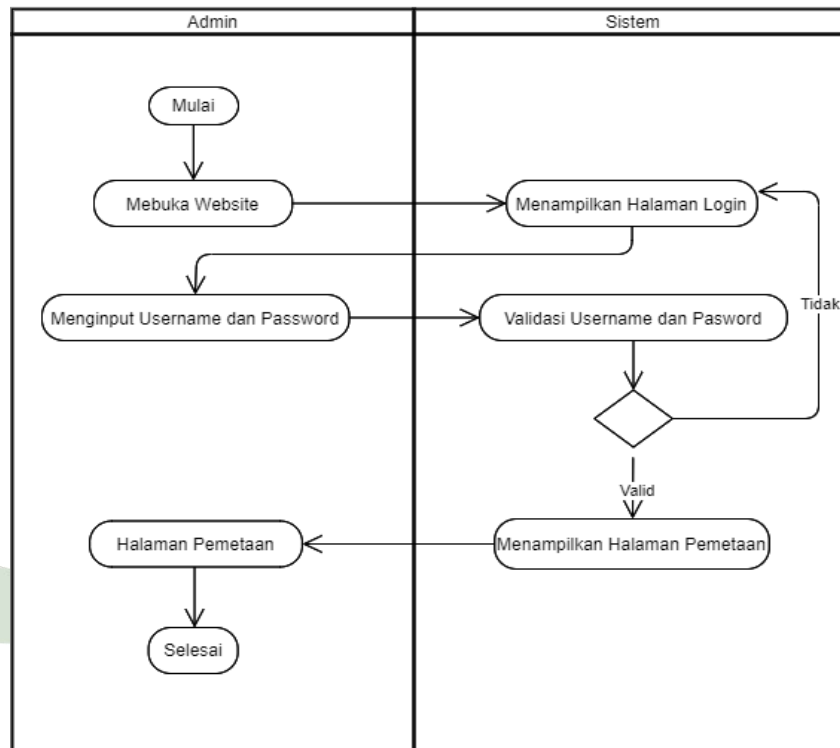 Admin
Sistem
Mulai
Mebuka Website
Menampilkan Halaman Login
Menginput Username dan Password
Validasi Username dan Pasword
Tidak
Valid
Halaman Pemetaan
Menampilkan Halaman Pemetaan
Selesai